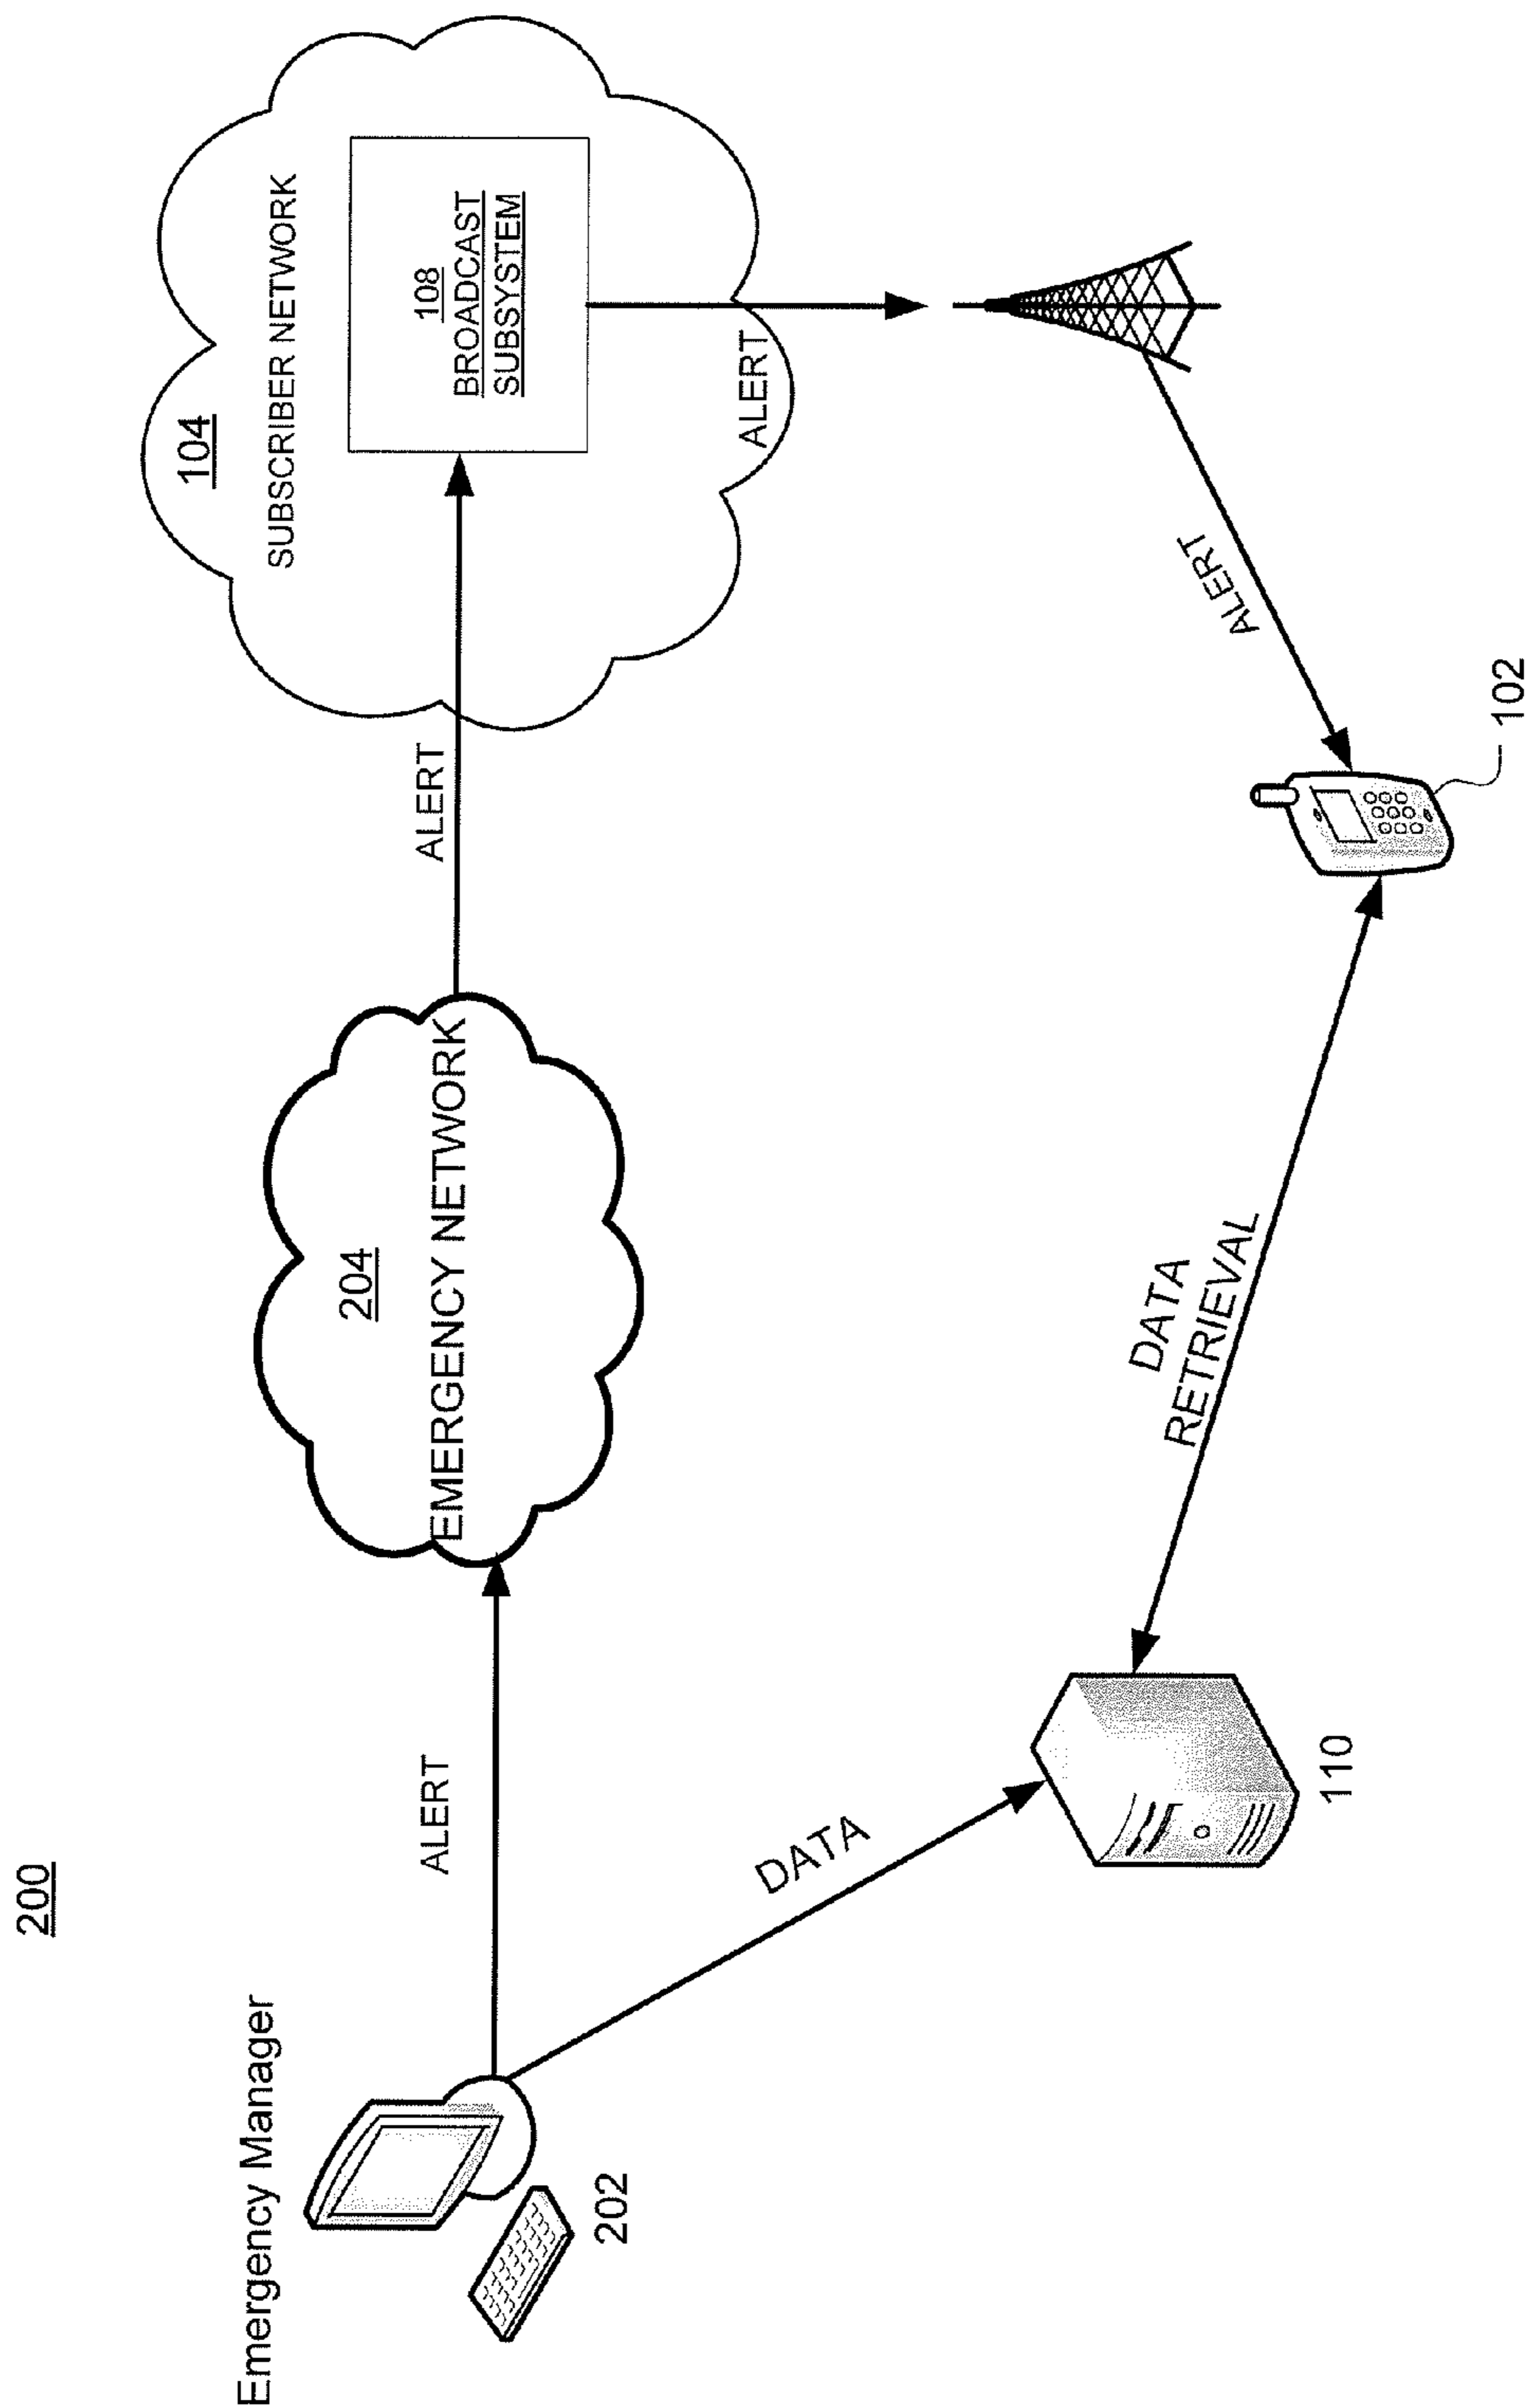 200
Emergency Manager
202
ALERT
DATA
110
204
EMERGENCY NETWORK
ALERT
DATA
RETRIEVAL
104
SUBSCRIBER NETWORK
108
BROADCAST
SUBSYSTEM
ALERT
ALERT
102